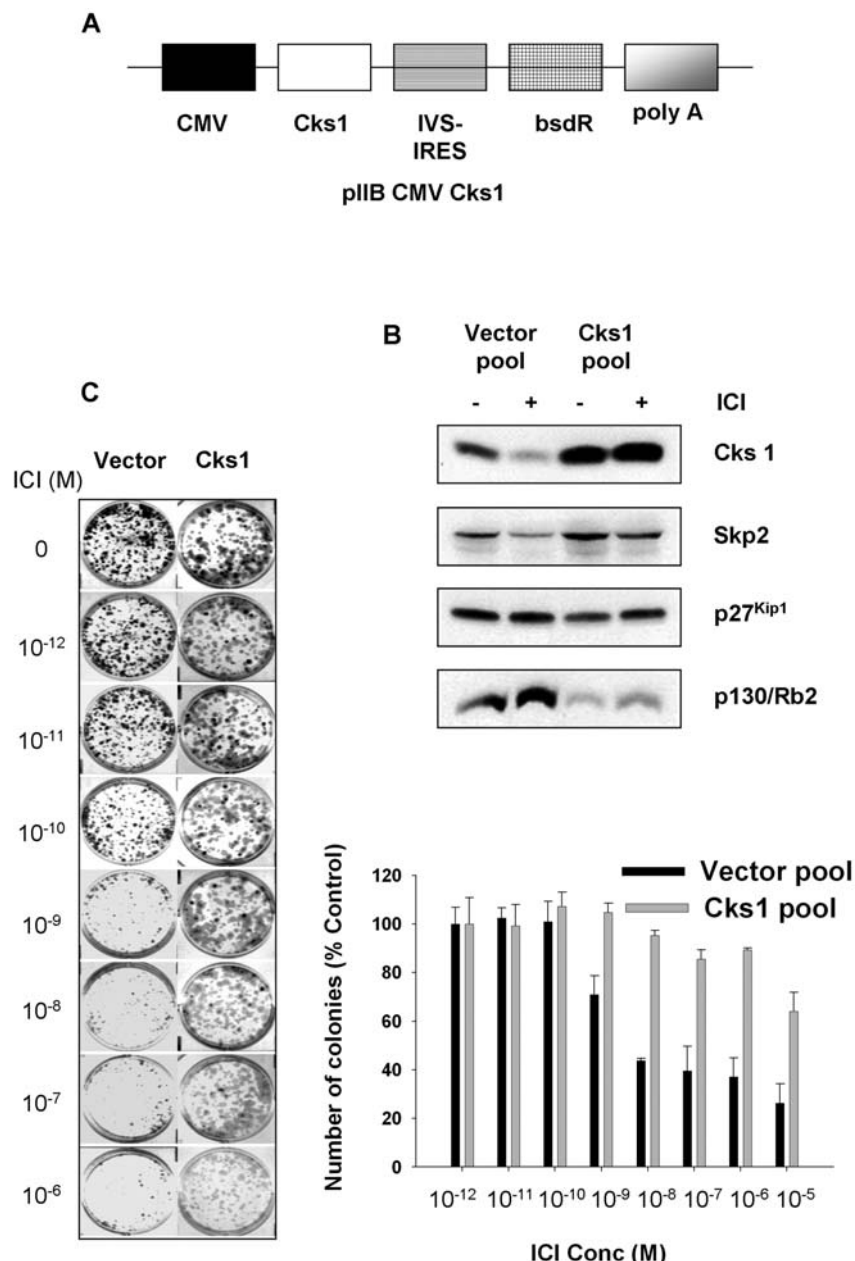 A
CMV Cks1 IVS- bsdR poly A
IRES
pIIB CMV Cks1
B
Vector Cks1
pool pool
- + - + ICI
Cks 1
Skp2
p27Kip1
p130/Rb2
C
ICI (M) Vector Cks1
0
10-12
10-11
10-10
10-9
10-8
10-7
10-6
Vector pool
Cks1 pool
Number of colonies (% Control)
120
100
80
60
40
20
0
10-12 10-11 10-10 10-9 10-8 10-7 10-6 10-5
ICI Conc (M)